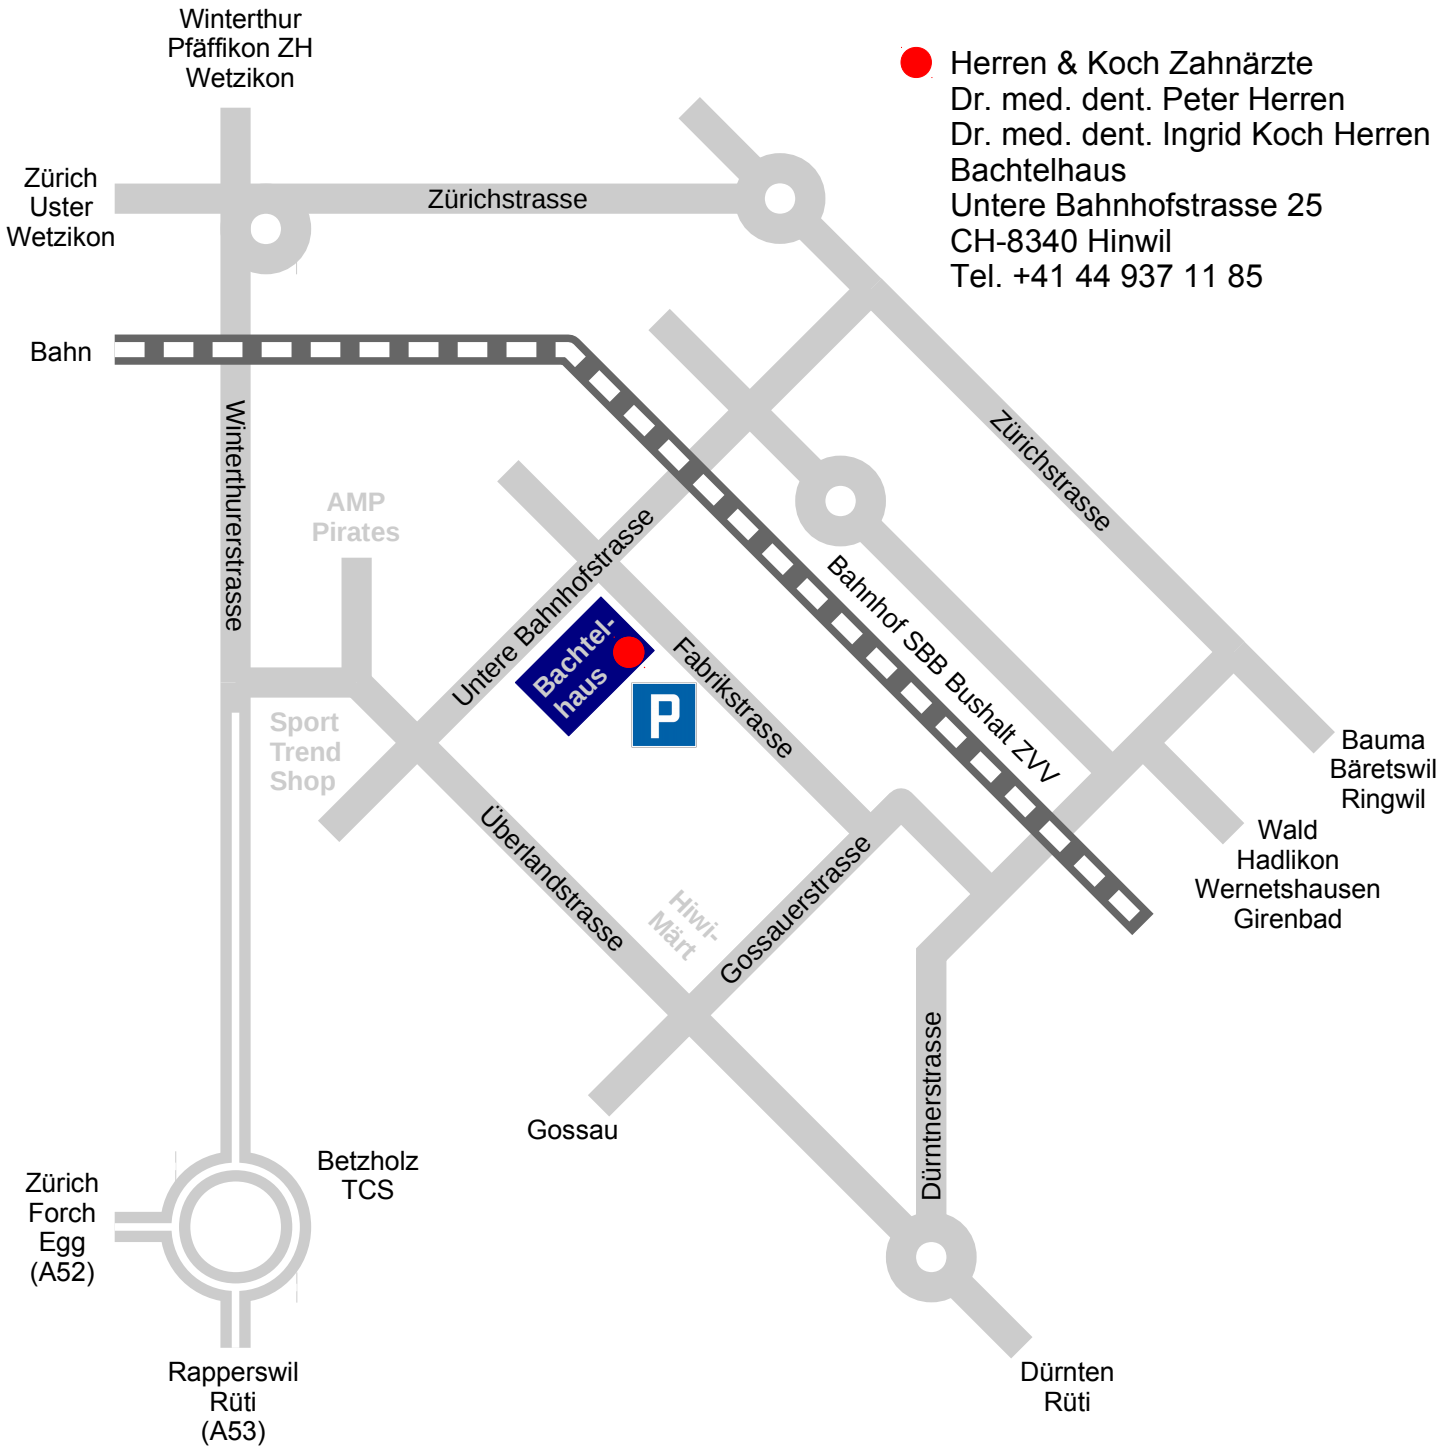 Winterthur
Pfäffikon ZH
Wetzikon
Herren & Koch Zahnärzte
Dr. med. dent. Peter Herren
Dr. med. dent. Ingrid Koch Herren
Bachtelhaus
Untere Bahnhofstrasse 25
CH-8340 Hinwil
Tel. +41 44 937 11 85
Zürich
Uster
Wetzikon
Zürichstrasse
Bahn
Winterthurerstrasse
Zürichstrasse
AMP
Pirates
Untere Bahnhofstrasse
Bahnhof SBB Bushalt ZVV
Bachtel-
haus
P
Fabrikstrasse
Sport
Trend
Shop
Bauma
Bäretswil
Ringwil
Wald
Hadlikon
Wernetshausen
Girenbad
Überlandstrasse
Hiwi-
Märt
Gossauerstrasse
Gossau
Dürntnerstrasse
Betzholz
TCS
Zürich
Forch
Egg
(A52)
Rapperswil
Rüti
(A53)
Dürnten
Rüti